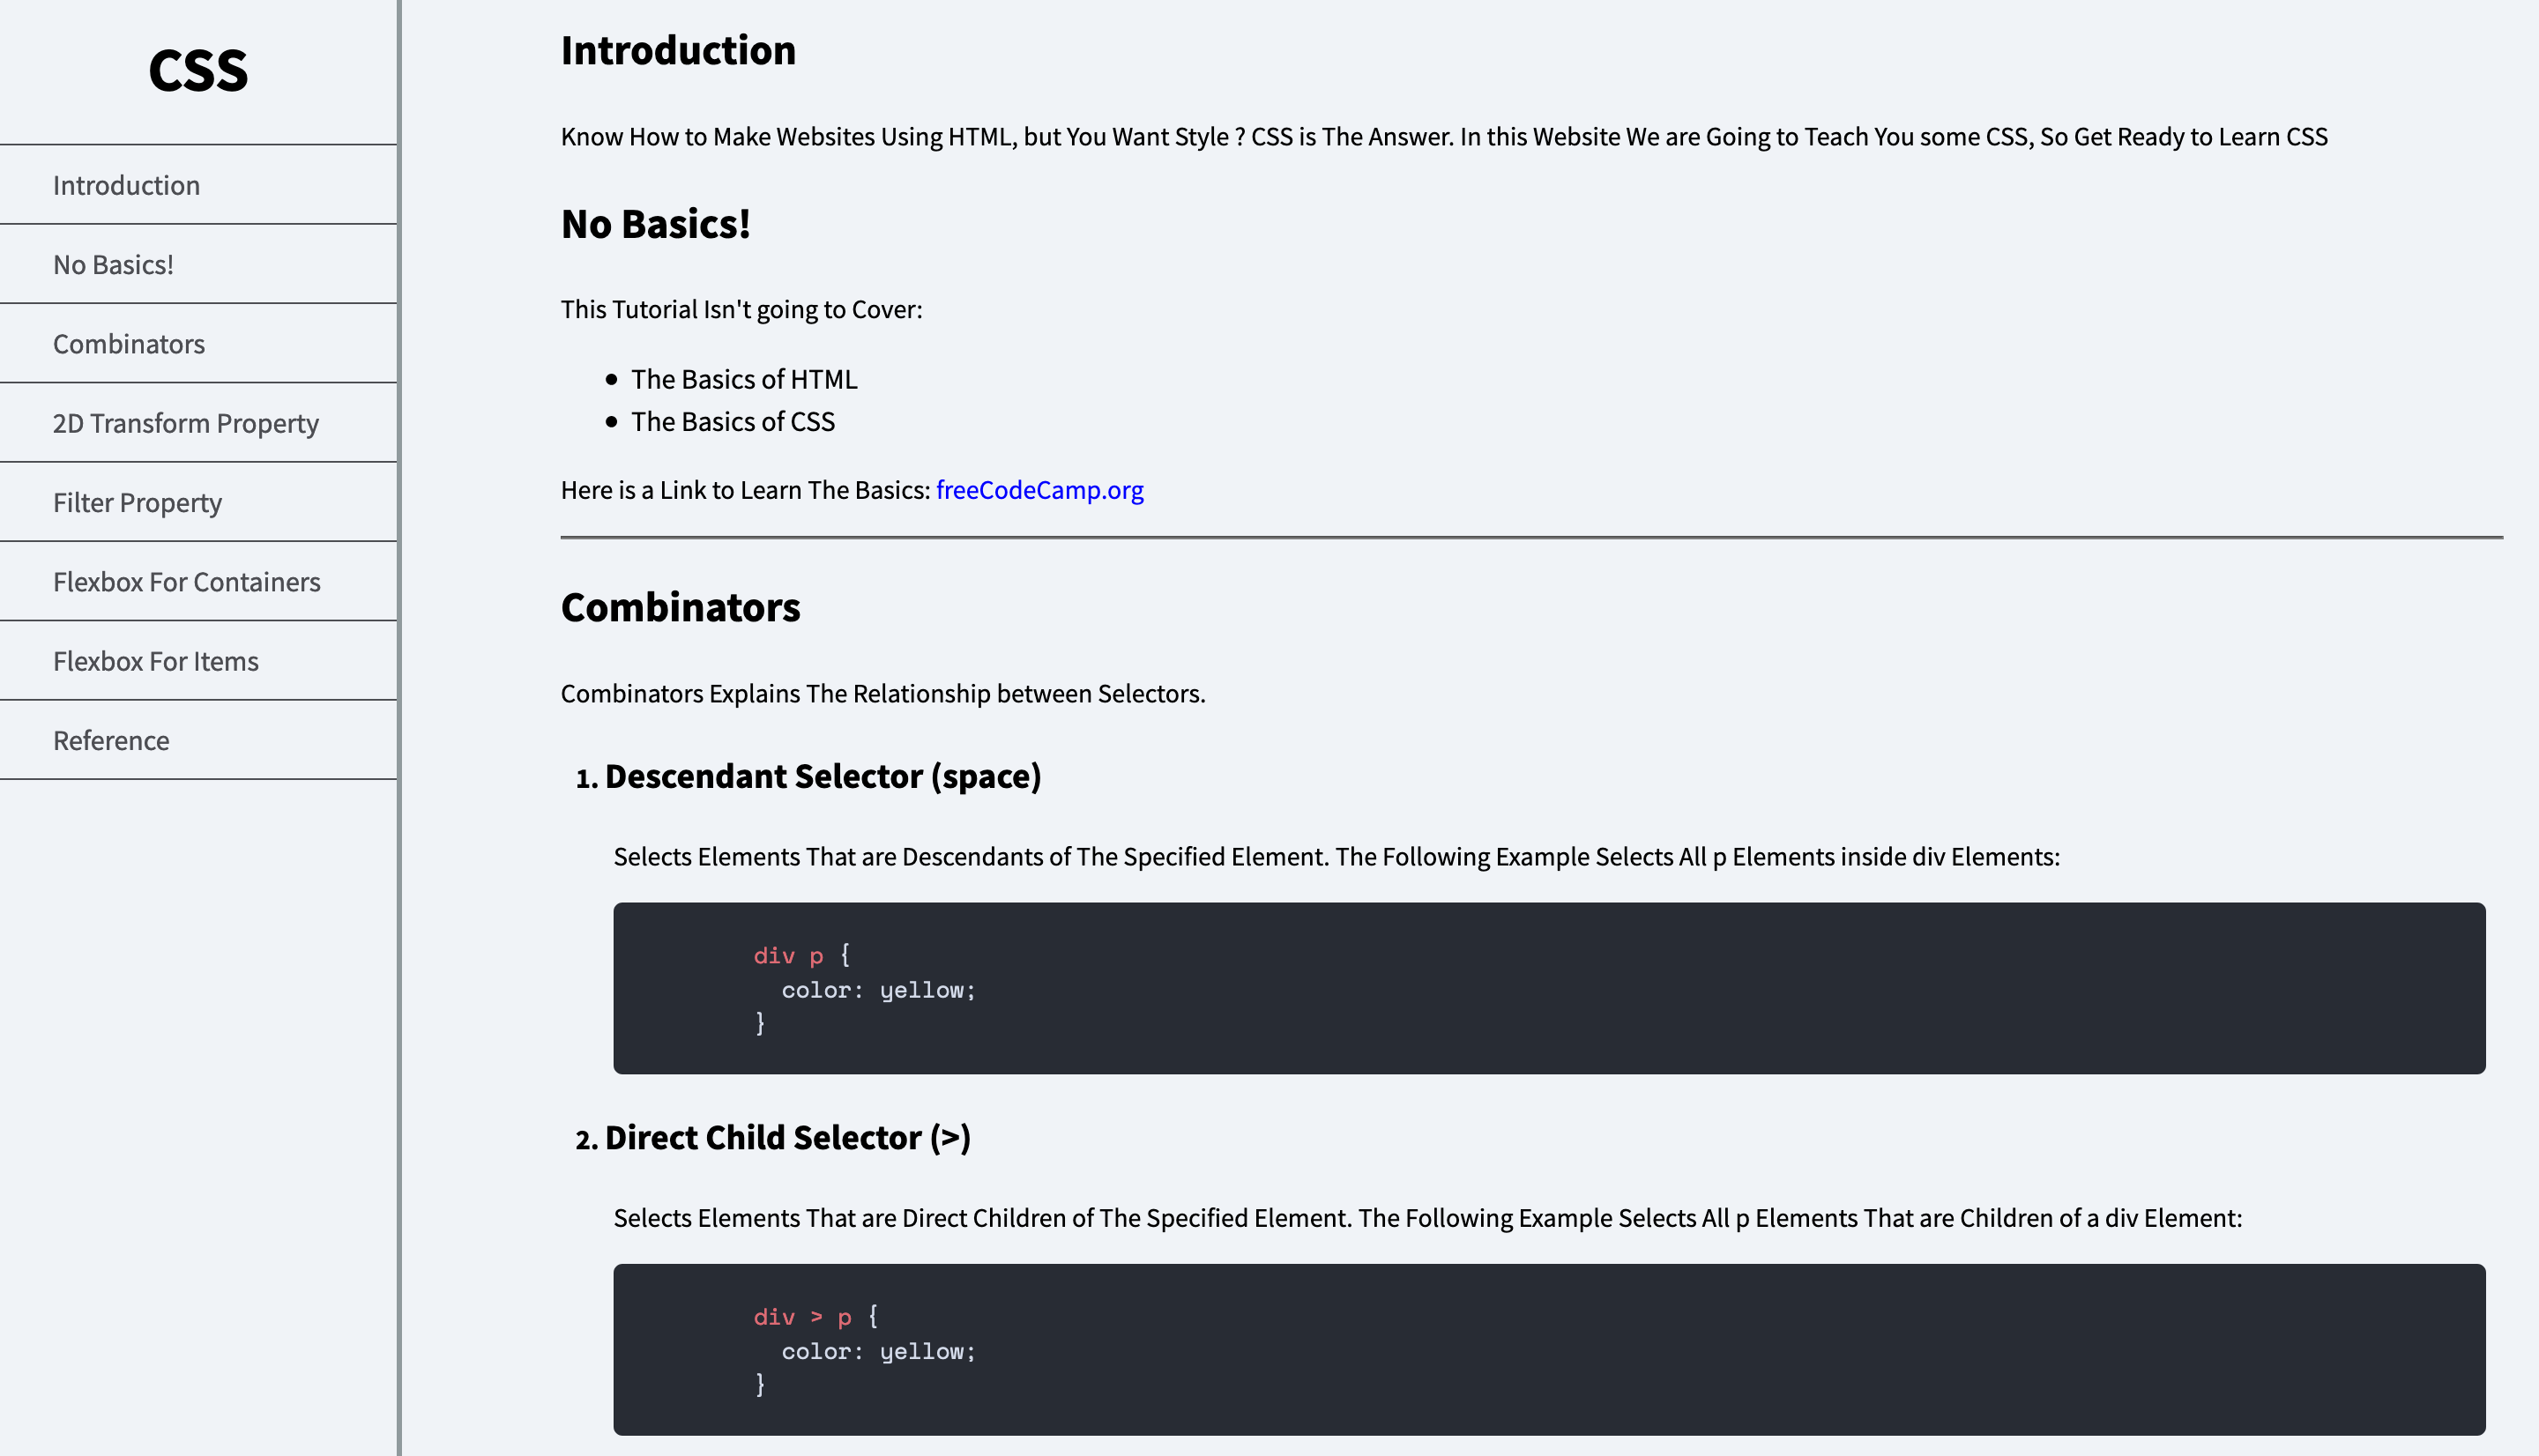 CSS
Introduction
No Basics!
Combinators
2D Transform Property
Filter Property
Flexbox For Containers
Flexbox For Items
Reference
Introduction
Know How to Make Websites Using HTML, but You Want Style ? CSS is The Answer. In this Website We are Going to Teach You some CSS, So Get Ready to Learn CSS
No Basics!
This Tutorial Isn't going to Cover:
● The Basics of HTML
● The Basics of CSS
Here is a Link to Learn The Basics: freeCodeCamp.org
Combinators
Combinators Explains The Relationship between Selectors.
1. Descendant Selector (space)
Selects Elements That are Descendants of The Specified Element. The Following Example Selects All p Elements inside div Elements:
div p {
  color: yellow;
}
2. Direct Child Selector (>)
Selects Elements That are Direct Children of The Specified Element. The Following Example Selects All p Elements That are Children of a div Element:
div > p {
  color: yellow;
}